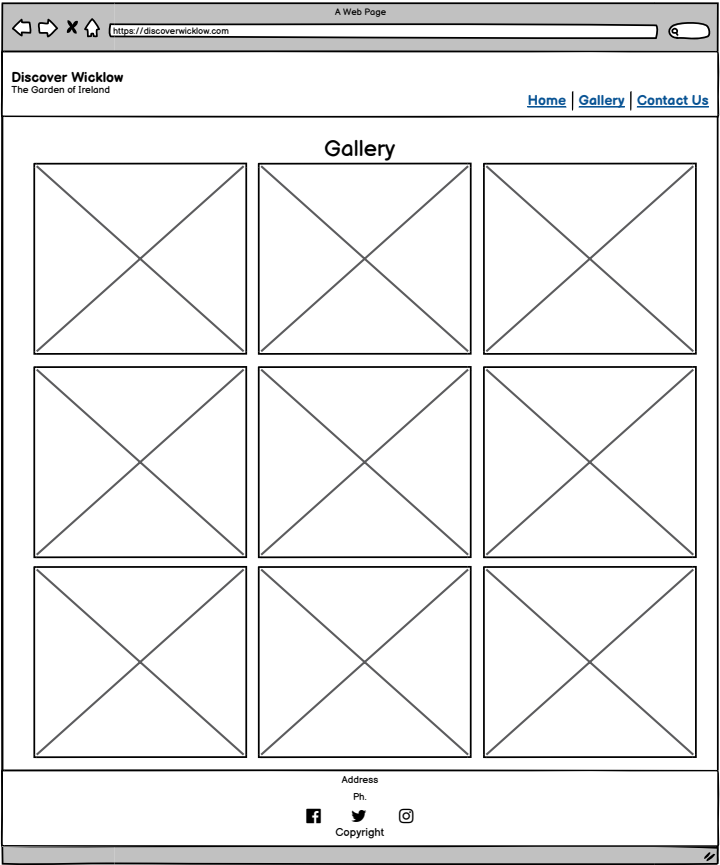 A Web Page
https://discoverwicklow.com
Discover Wicklow
The Garden of Ireland
Home | Gallery | Contact Us
Gallery
Address
Ph.
Copyright